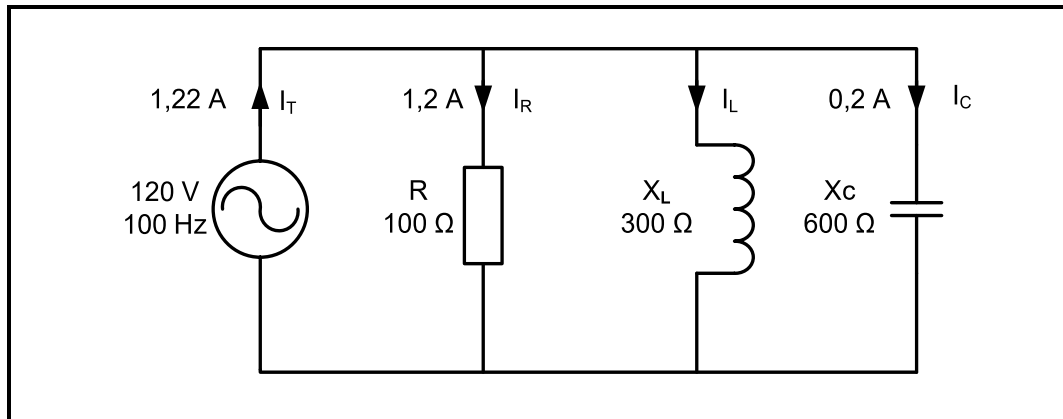 1,22 A
I_T
1,2 A
I_R
I_L
0,2 A
I_C
120 V
100 Hz
R
100 Ω
X_L
300 Ω
Xc
600 Ω